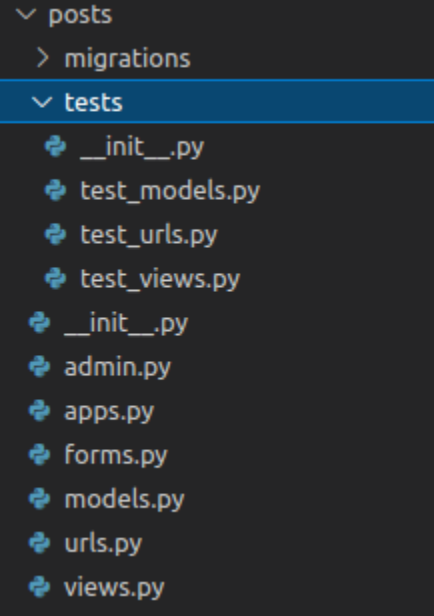 posts
migrations
tests
__init__.py
test_models.py
test_urls.py
test_views.py
__init__.py
admin.py
apps.py
forms.py
models.py
urls.py
views.py